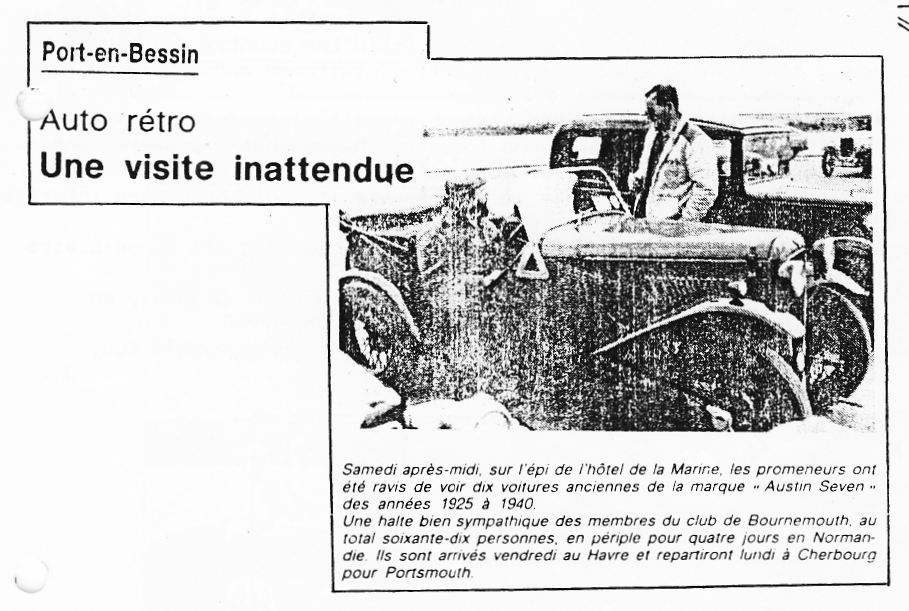 Port-en-Bessin
Auto rétro
Une visite inattendue
Samedi après-midi, sur l'épi de l'hôtel de la Marine, les promeneurs ont
été ravis de voir dix voitures anciennes de la marque « Austin Seven »
des années 1925 à 1940.
Une halte bien sympathique des membres du club de Bournemouth, au
total soixante-dix personnes, en périple pour quatre jours en Norman-
die. Ils sont arrivés vendredi au Havre et repartiront lundi à Cherbourg
pour Portsmouth.